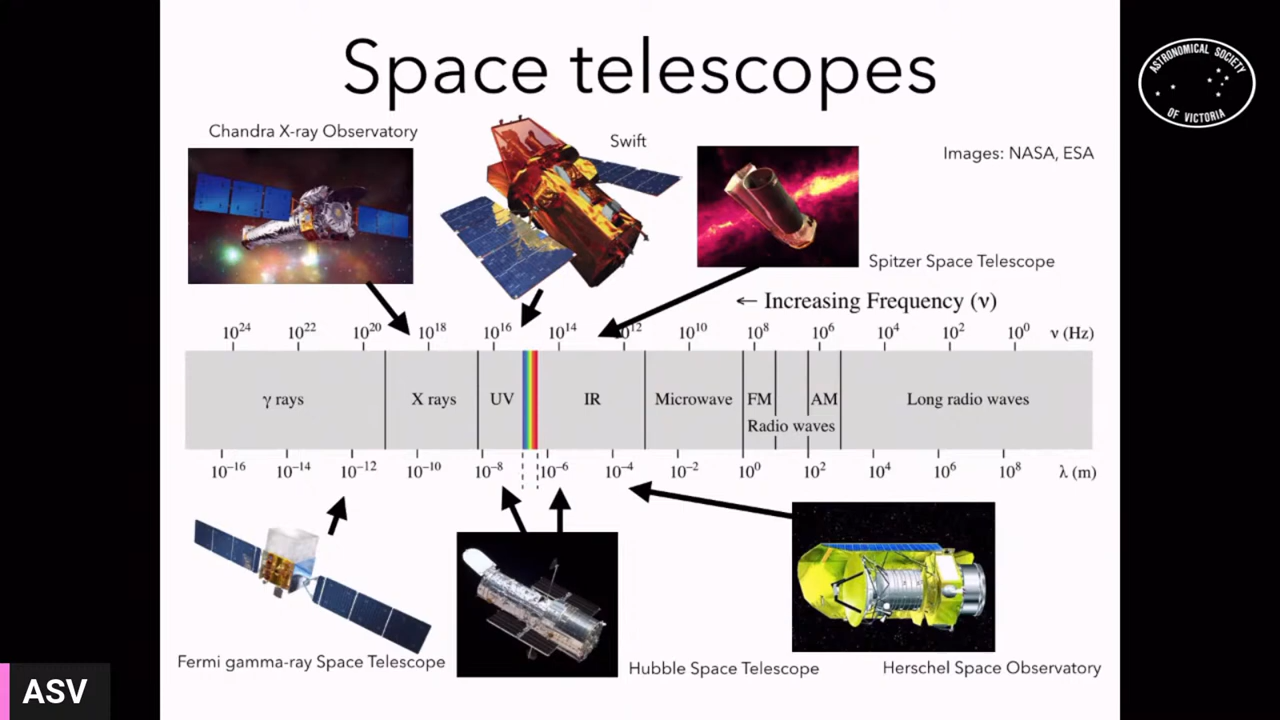 Space telescopes
ASTRONOMICAL SOCIETY
OF VICTORIA
Chandra X-ray Observatory
Swift
Images: NASA, ESA
Spitzer Space Telescope
← Increasing Frequency (ν)
10²⁴ 10²² 10²⁰ 10¹⁸ 10¹⁶ 10¹⁴ 10¹² 10¹⁰ 10⁸ 10⁶ 10⁴ 10² 10⁰ ν (Hz)
γ rays X rays UV IR Microwave FM AM Long radio waves
Radio waves
10⁻¹⁶ 10⁻¹⁴ 10⁻¹² 10⁻¹⁰ 10⁻⁸ 10⁻⁶ 10⁻⁴ 10⁻² 10⁰ 10² 10⁴ 10⁶ 10⁸ λ (m)
Fermi gamma-ray Space Telescope
Hubble Space Telescope
Herschel Space Observatory
ASV